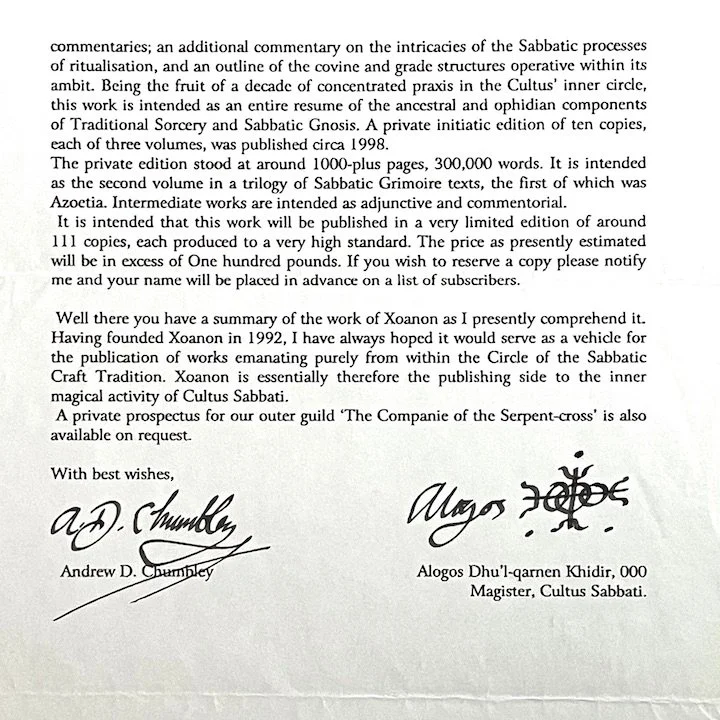 commentaries; an additional commentary on the intricacies of the Sabbatic processes
of ritualisation, and an outline of the covine and grade structures operative within its
ambit. Being the fruit of a decade of concentrated praxis in the Cultus' inner circle,
this work is intended as an entire resume of the ancestral and ophidian components
of Traditional Sorcery and Sabbatic Gnosis. A private initiatic edition of ten copies,
each of three volumes, was published circa 1998.
The private edition stood at around 1000-plus pages, 300,000 words. It is intended
as the second volume in a trilogy of Sabbatic Grimoire texts, the first of which was
Azoetia. Intermediate works are intended as adjunctive and commentorial.
It is intended that this work will be published in a very limited edition of around
111 copies, each produced to a very high standard. The price as presently estimated
will be in excess of One hundred pounds. If you wish to reserve a copy please notify
me and your name will be placed in advance on a list of subscribers.
Well there you have a summary of the work of Xoanon as I presently comprehend it.
Having founded Xoanon in 1992, I have always hoped it would serve as a vehicle for
the publication of works emanating purely from within the Circle of the Sabbatic
Craft Tradition. Xoanon is essentially therefore the publishing side to the inner
magical activity of Cultus Sabbati.
A private prospectus for our outer guild 'The Companie of the Serpent-cross' is also
available on request.
With best wishes,
A.D. Chumbley
Alogos
Andrew D. Chumbley
Alogos Dhu'l-qarnen Khidir, 000
Magister, Cultus Sabbati.